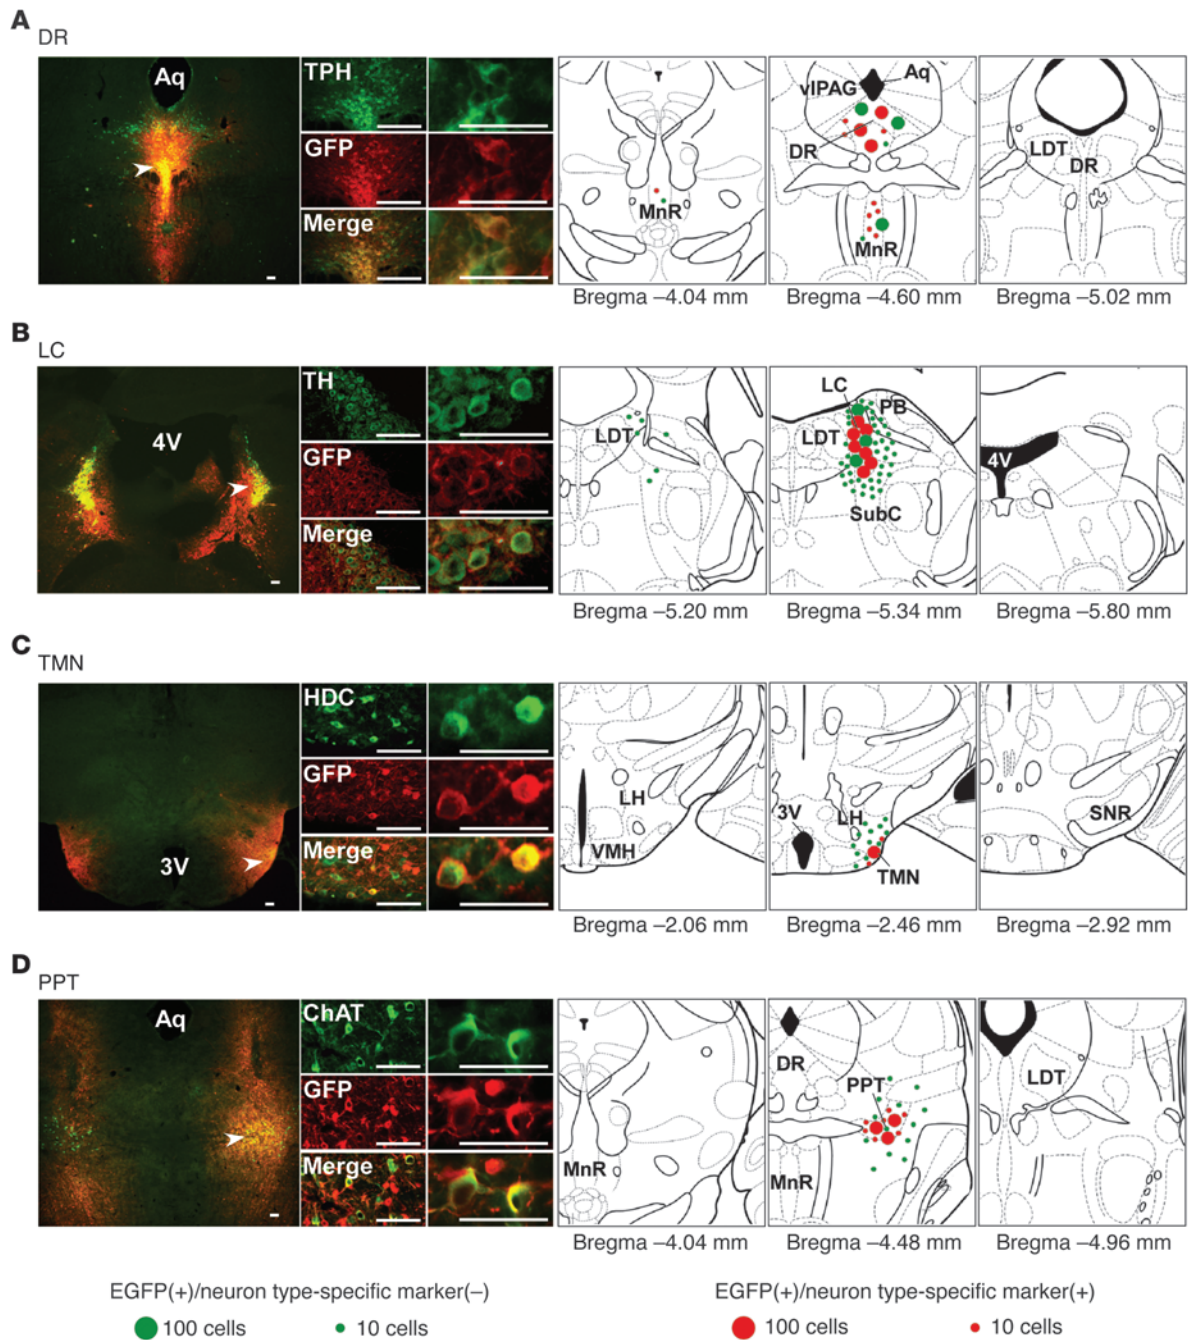 A
DR
Aq
TPH
GFP
Merge
MnR
Bregma –4.04 mm
vlPAG
Aq
DR
MnR
Bregma –4.60 mm
LDT
DR
Bregma –5.02 mm
B
LC
4V
TH
GFP
Merge
LDT
Bregma –5.20 mm
LC
PB
LDT
SubC
Bregma –5.34 mm
4V
Bregma –5.80 mm
C
TMN
3V
HDC
GFP
Merge
LH
VMH
Bregma –2.06 mm
3V
LH
TMN
Bregma –2.46 mm
SNR
Bregma –2.92 mm
D
PPT
Aq
ChAT
GFP
Merge
MnR
Bregma –4.04 mm
DR
PPT
MnR
Bregma –4.48 mm
LDT
Bregma –4.96 mm
EGFP(+)/neuron type-specific marker(–)
100 cells
10 cells
EGFP(+)/neuron type-specific marker(+)
100 cells
10 cells